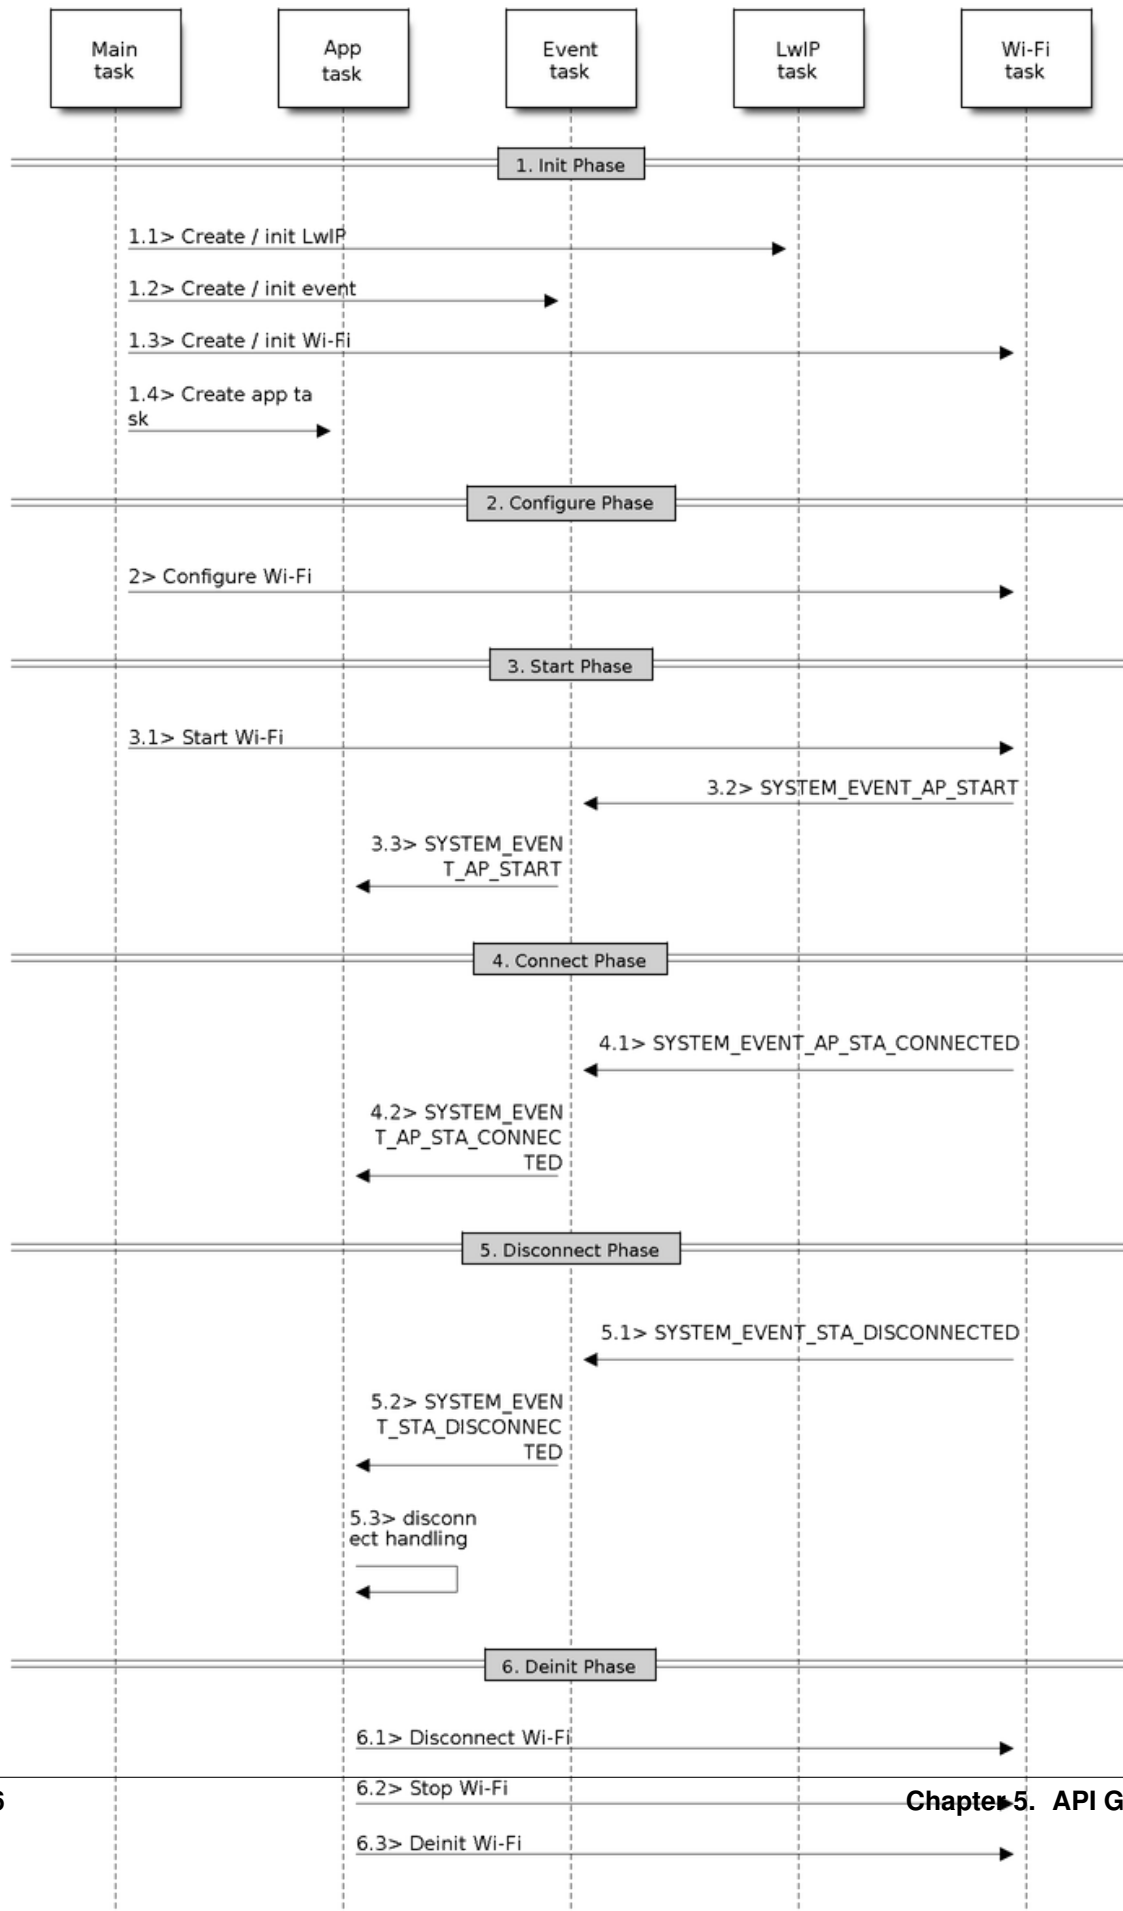 Main
task
App
task
Event
task
LwIP
task
Wi-Fi
task
1. Init Phase
1.1> Create / init LwIP
1.2> Create / init event
1.3> Create / init Wi-Fi
1.4> Create app ta
sk
2. Configure Phase
2> Configure Wi-Fi
3. Start Phase
3.1> Start Wi-Fi
3.2> SYSTEM_EVENT_AP_START
3.3> SYSTEM_EVEN
T_AP_START
4. Connect Phase
4.1> SYSTEM_EVENT_AP_STA_CONNECTED
4.2> SYSTEM_EVEN
T_AP_STA_CONNEC
TED
5. Disconnect Phase
5.1> SYSTEM_EVENT_STA_DISCONNECTED
5.2> SYSTEM_EVEN
T_STA_DISCONNEC
TED
5.3> disconn
ect handling
6. Deinit Phase
6.1> Disconnect Wi-Fi
6.2> Stop Wi-Fi
Chapter 5. API G
6.3> Deinit Wi-Fi